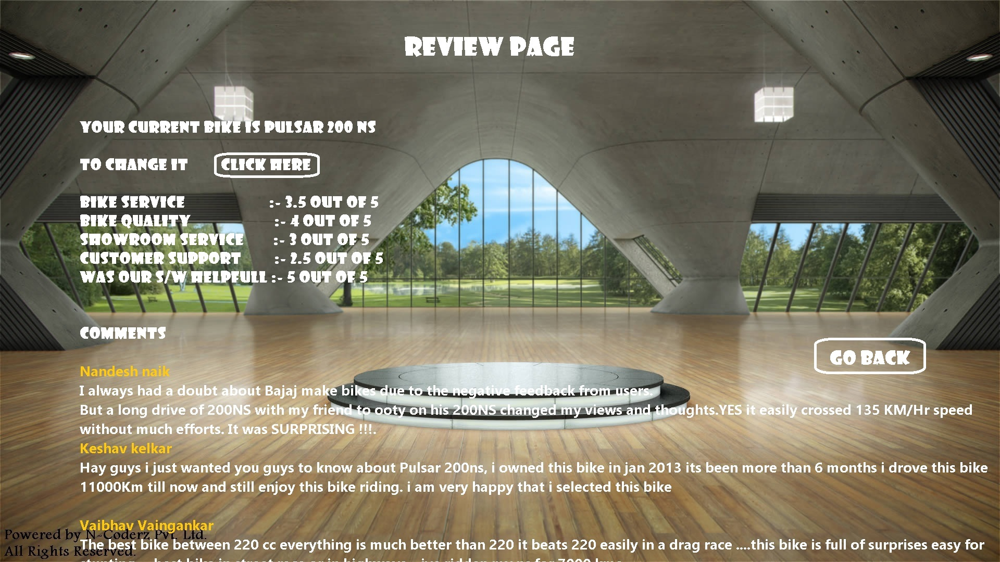 REVIEW PAGE
YOUR CURRENT BIKE IS PULSAR 200 NS
TO CHANGE IT CLICK HERE
BIKE SERVICE :- 3.5 OUT OF 5
BIKE QUALITY :- 4 OUT OF 5
SHOWROOM SERVICE :- 3 OUT OF 5
CUSTOMER SUPPORT :- 2.5 OUT OF 5
WAS OUR S/W HELPFULL :- 5 OUT OF 5
COMMENTS
GO BACK
Nandesh naik
I always had a doubt about Bajaj make bikes due to the negative feedback from users.
But a long drive of 200NS with my friend to ooty on his 200NS changed my views and thoughts.YES it easily crossed 135 KM/Hr speed
without much efforts. It was SURPRISING !!!.
Keshav kelkar
Hay guys i just wanted you guys to know about Pulsar 200ns, i owned this bike in jan 2013 its been more than 6 months i drove this bike
11000Km till now and still enjoy this bike riding. i am very happy that i selected this bike
Vaibhav Vaingankar
Powered by N-Coderz Pvt. Ltd.
The best bike between 220 cc everything is much better than 220 it beats 220 easily in a drag race ....this bike is full of surprises easy for
All Rights Reserved.